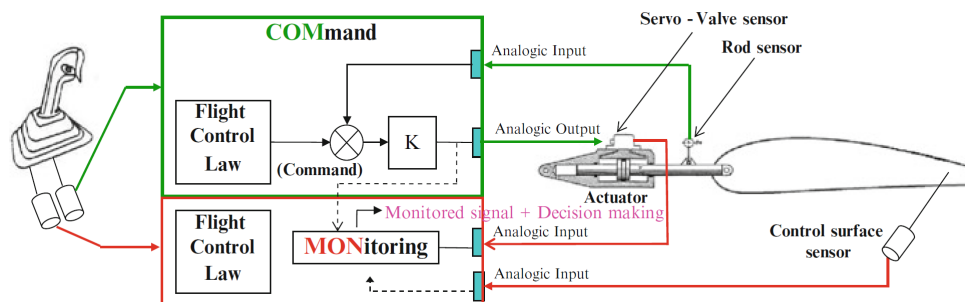 COMmand
Servo - Valve sensor
Rod sensor
Analogic Input
Flight
Control
Law
(Command)
K
Analogic Output
Actuator
Monitored signal + Decision making
Flight
Control
Law
MONitoring
Analogic Input
Analogic Input
Control surface
sensor